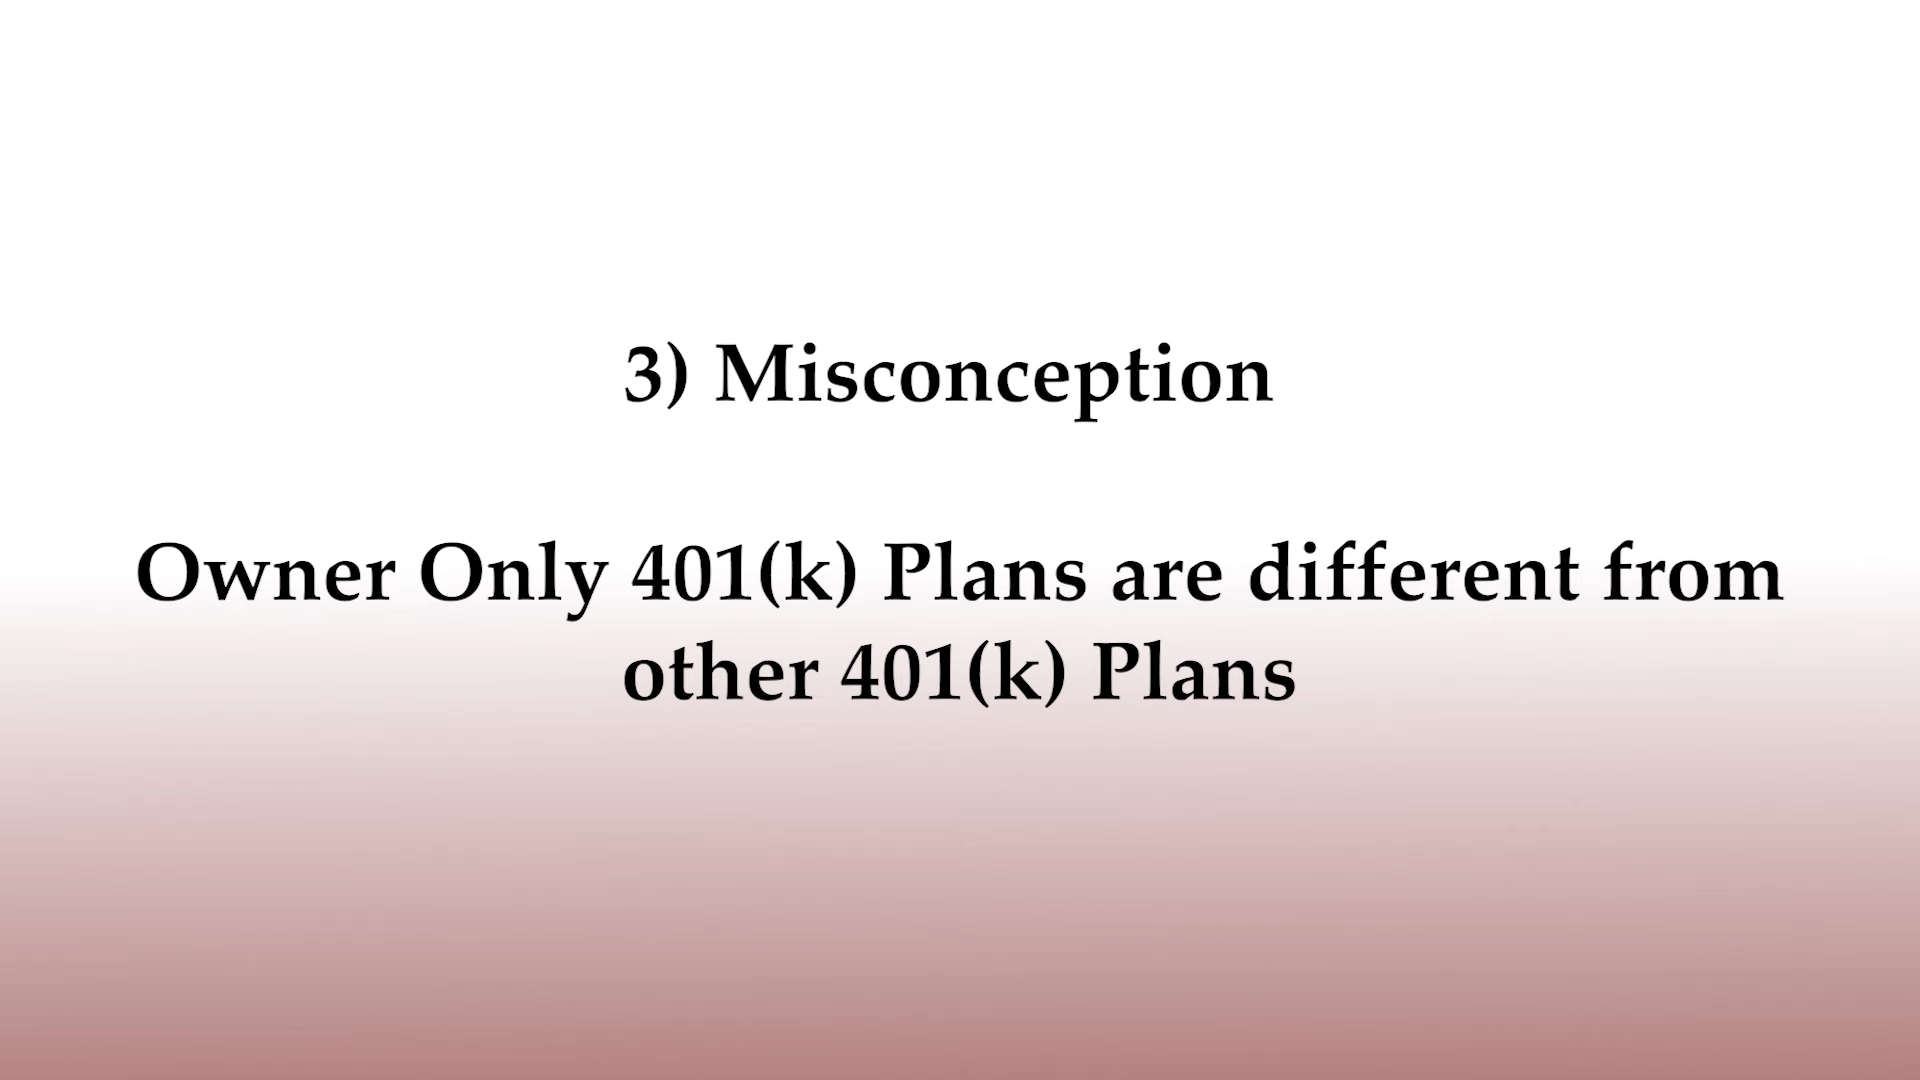 3) Misconception
Owner Only 401(k) Plans are different from
other 401(k) Plans